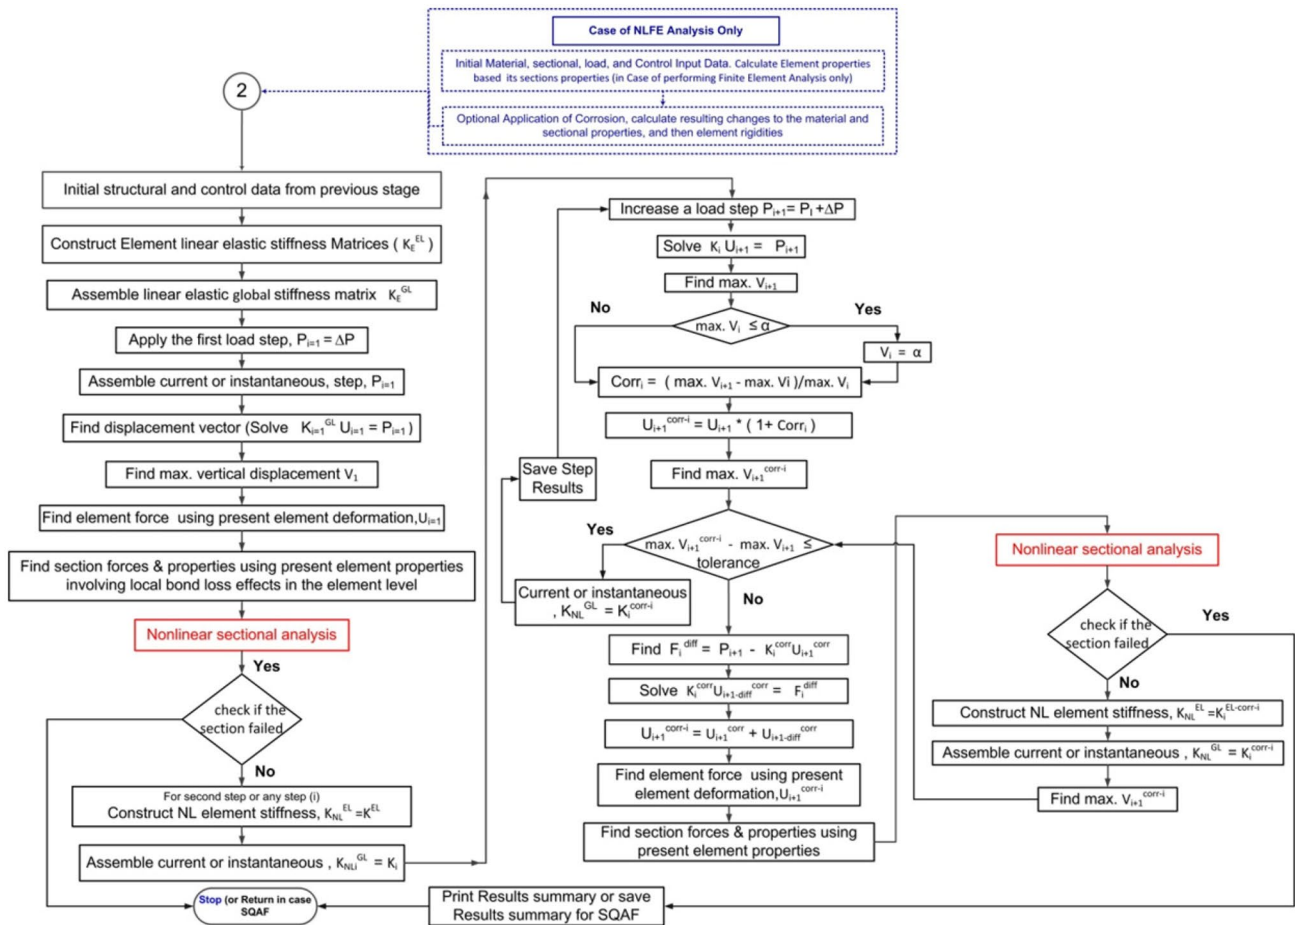 Case of NLFE Analysis Only
Initial Material, sectional, load, and Control Input Data. Calculate Element properties
based its sections properties (in Case of performing Finite Element Analysis only)
Optional Application of Corrosion, calculate resulting changes to the material and
sectional properties, and then element rigidities
2
Initial structural and control data from previous stage
Construct Element linear elastic stiffness Matrices ( K_E^EL )
Assemble linear elastic global stiffness matrix K_E^GL
Apply the first load step, P_i=1 = ΔP
Assemble current or instantaneous, step, P_i=1
Find displacement vector (Solve K_i=1^GL U_i=1 = P_i=1 )
Find max. vertical displacement V_1
Find element force using present element deformation,U_i=1
Find section forces & properties using present element properties
involving local bond loss effects in the element level
Nonlinear sectional analysis
Yes
check if the
section failed
No
For second step or any step (i)
Construct NL element stiffness, K_NL^EL =K^EL
Assemble current or instantaneous , K_NLi^GL = K_i
Stop (or Return in case
SQAF
Increase a load step P_i+1= P_i +ΔP
Solve K_i U_i+1 = P_i+1
Find max. V_i+1
No
max. V_i ≤ α
Yes
V_i = α
Corr_i = ( max. V_i+1 - max. Vi )/max. V_i
U_i+1^corr-i = U_i+1 * ( 1+ Corr_i )
Find max. V_i+1^corr-i
Save Step
Results
Yes
max. V_i+1^corr-i - max. V_i+1 ≤
tolerance
Current or instantaneous
, K_NL^GL = K_i^corr-i
No
Find F_i^diff = P_i+1 - K_i^corr U_i+1^corr
Solve K_i^corr U_i+1-diff^corr = F_i^diff
U_i+1^corr-i = U_i+1^corr + U_i+1-diff^corr
Find element force using present
element deformation,U_i+1^corr-i
Find section forces & properties using
present element properties
Nonlinear sectional analysis
Yes
check if the
section failed
No
Construct NL element stiffness, K_NL^EL =K_i^EL-corr-i
Assemble current or instantaneous , K_NL^GL = K_i^corr-i
Find max. V_i+1^corr-i
Print Results summary or save
Results summary for SQAF